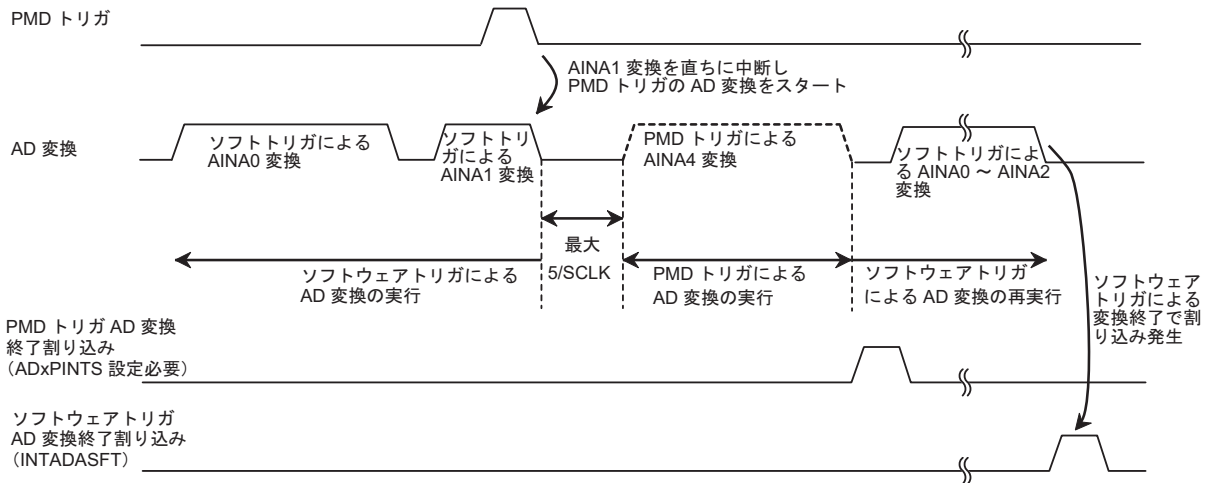 PMD トリガ
AINA1 変換を直ちに中断し
PMD トリガの AD 変換をスタート
AD 変換
ソフトトリガによる
AINA0 変換
ソフトトリ
ガによる
AINA1 変換
PMD トリガによる
AINA4 変換
ソフトトリガによ
る AINA0 ～ AINA2
変換
最大
5/SCLK
ソフトウェアトリガによる
AD 変換の実行
PMD トリガによる
AD 変換の実行
ソフトウェアトリガ
による AD 変換の再実行
ソフトウェア
トリガによる
変換終了で割
り込み発生
PMD トリガ AD 変換
終了割り込み
（ADxPINTS 設定必要）
ソフトウェアトリガ
AD 変換終了割り込み
（INTADASFT）